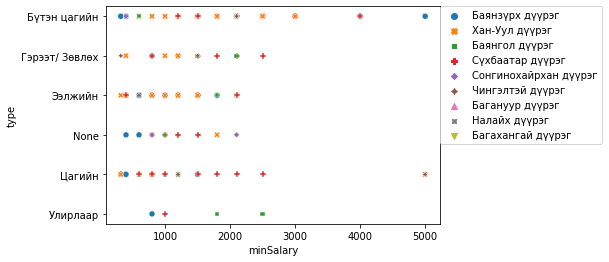 Бүтэн цагийн
Гэрээт/ Зөвлөх
Ээлжийн
None
Цагийн
Улирлаар
type
1000 2000 3000 4000 5000
minSalary
Баянзүрх дүүрэг
Хан-Уул дүүрэг
Баянгол дүүрэг
Сүхбаатар дүүрэг
Сонгинохайрхан дүүрэг
Чингэлтэй дүүрэг
Багануур дүүрэг
Налайх дүүрэг
Багахангай дүүрэг